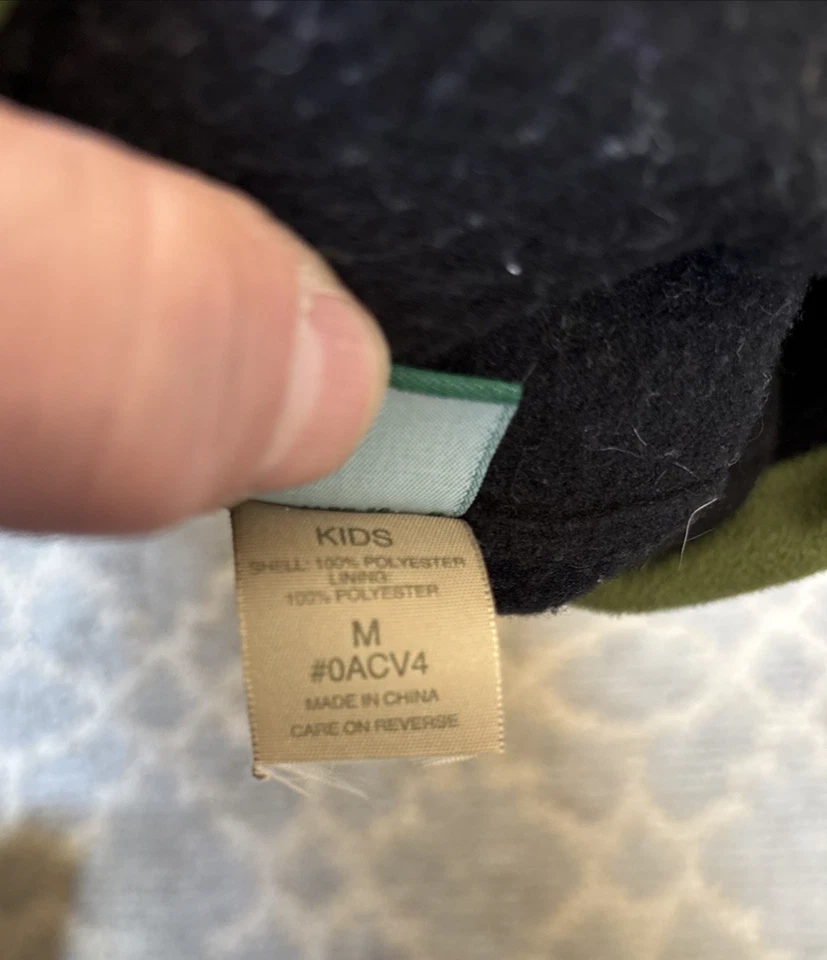 KIDS
SHELL: 100% POLYESTER
LINING:
100% POLYESTER
M
#0ACV4
MADE IN CHINA
CARE ON REVERSE